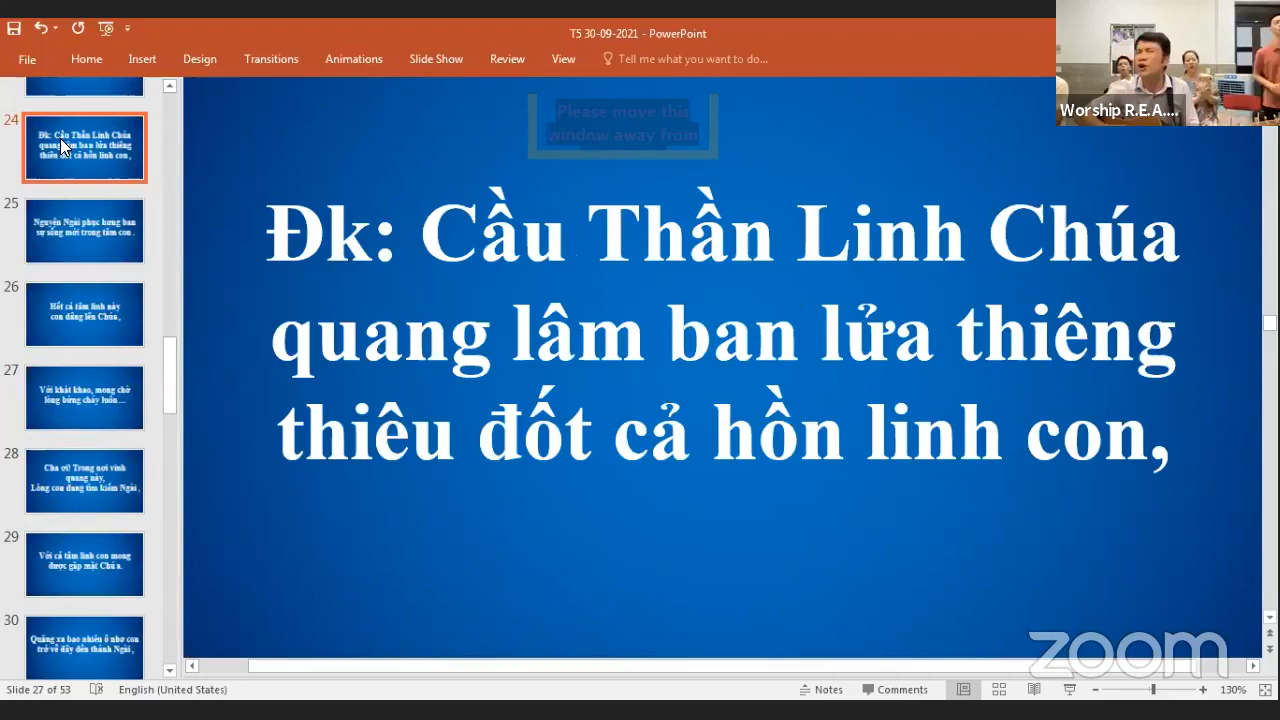 T5 30-09-2021 - PowerPoint
File Home Insert Design Transitions Animations Slide Show Review View Tell me what you want to do...
Worship R.E.A....
Please move this
window away from
24
Đk: Cầu Thần Linh Chúa
quang lâm ban lửa thiêng
thiêu đốt cả hồn linh con,
25
Nguyện Ngài phục hưng ban
sự sống mới trong tâm con.
26
Hết cả tâm linh này
con dâng lên Chúa,
27
Với khát khao, mong chờ
lòng bừng cháy luôn...
28
Cha ơi! Trong nơi vinh
quang này,
Lòng con đang tìm kiếm Ngài,
29
Với cả tâm linh con mong
được gặp mặt Chúa.
30
Quăng xa bao nhiêu ô nhơ con
trở về đây đền thánh Ngài,
Đk: Cầu Thần Linh Chúa
quang lâm ban lửa thiêng
thiêu đốt cả hồn linh con,
zoom
Slide 27 of 53 English (United States) Notes Comments 130%